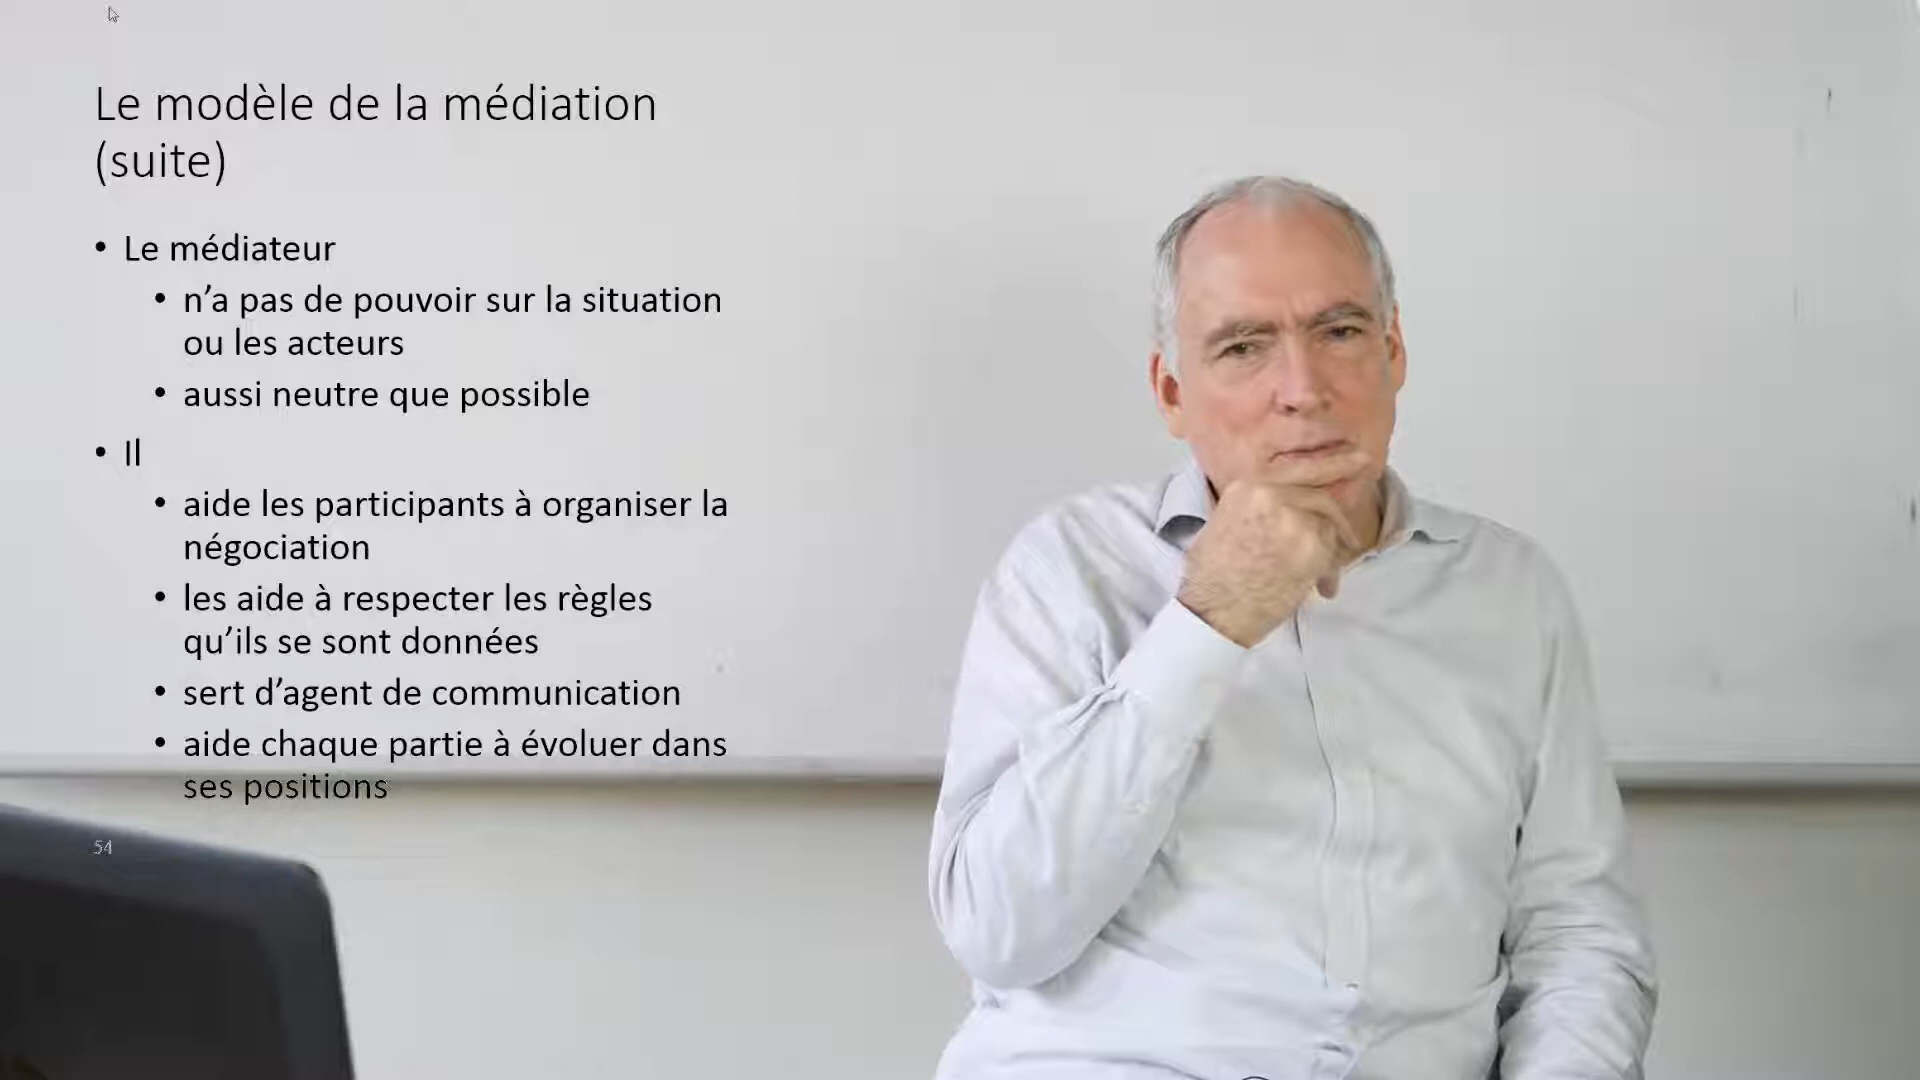 Le modèle de la médiation
(suite)
• Le médiateur
• n’a pas de pouvoir sur la situation
ou les acteurs
• aussi neutre que possible
• Il
• aide les participants à organiser la
négociation
• les aide à respecter les règles
qu’ils se sont données
• sert d’agent de communication
• aide chaque partie à évoluer dans
ses positions
54